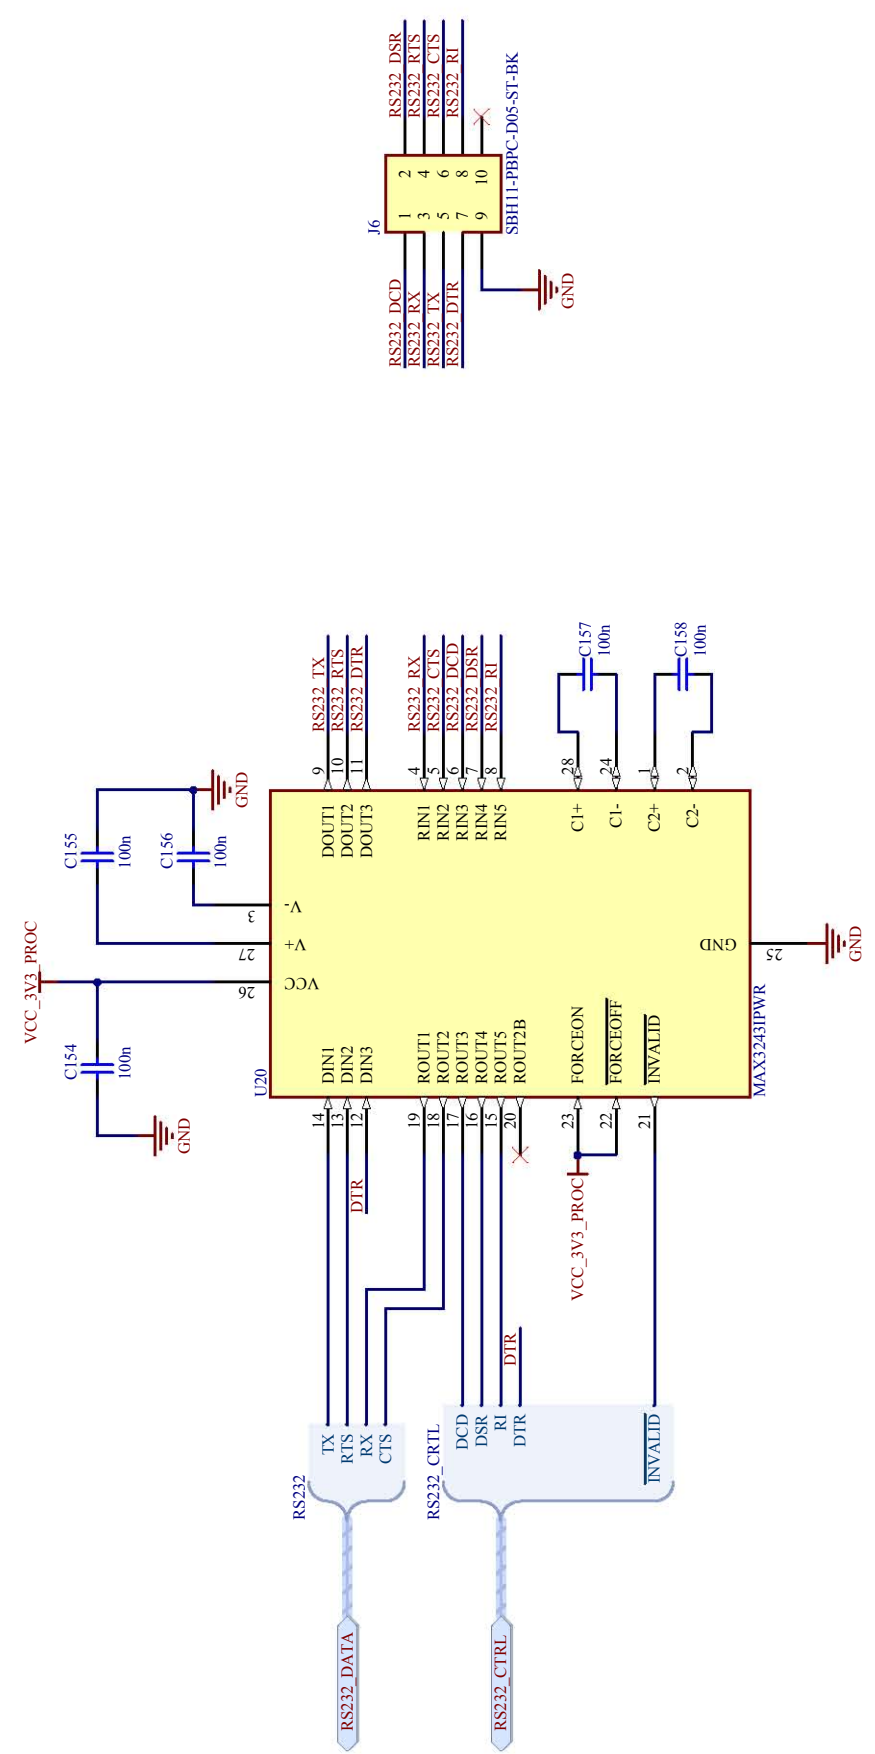 VCC_3V3_PROC
C154
100n
GND
C155
100n
C156
100n
GND
26
VCC
27
V+
3
V-
U20
RS232
TX
RTS
RX
CTS
RS232_DATA
RS232_CRTL
DCD
DSR
RI
DTR
INVALID
RS232_CTRL
DTR
DTR
VCC_3V3_PROC
14
DIN1
13
DIN2
12
DIN3
19
ROUT1
18
ROUT2
17
ROUT3
16
ROUT4
15
ROUT5
20
ROUT2B
23
FORCEON
22
FORCEOFF
21
INVALID
DOUT1
9
RS232_TX
DOUT2
10
RS232_RTS
DOUT3
11
RS232_DTR
RIN1
4
RS232_RX
RIN2
5
RS232_CTS
RIN3
6
RS232_DCD
RIN4
7
RS232_DSR
RIN5
8
RS232_RI
C1+
28
C1-
24
C2+
1
C2-
2
C157
100n
C158
100n
GND
25
GND
MAX3243IPWR
J6
RS232_DCD
1
2
RS232_DSR
RS232_RX
3
4
RS232_RTS
RS232_TX
5
6
RS232_CTS
RS232_DTR
7
8
RS232_RI
9
10
GND
SBH11-PBPC-D05-ST-BK